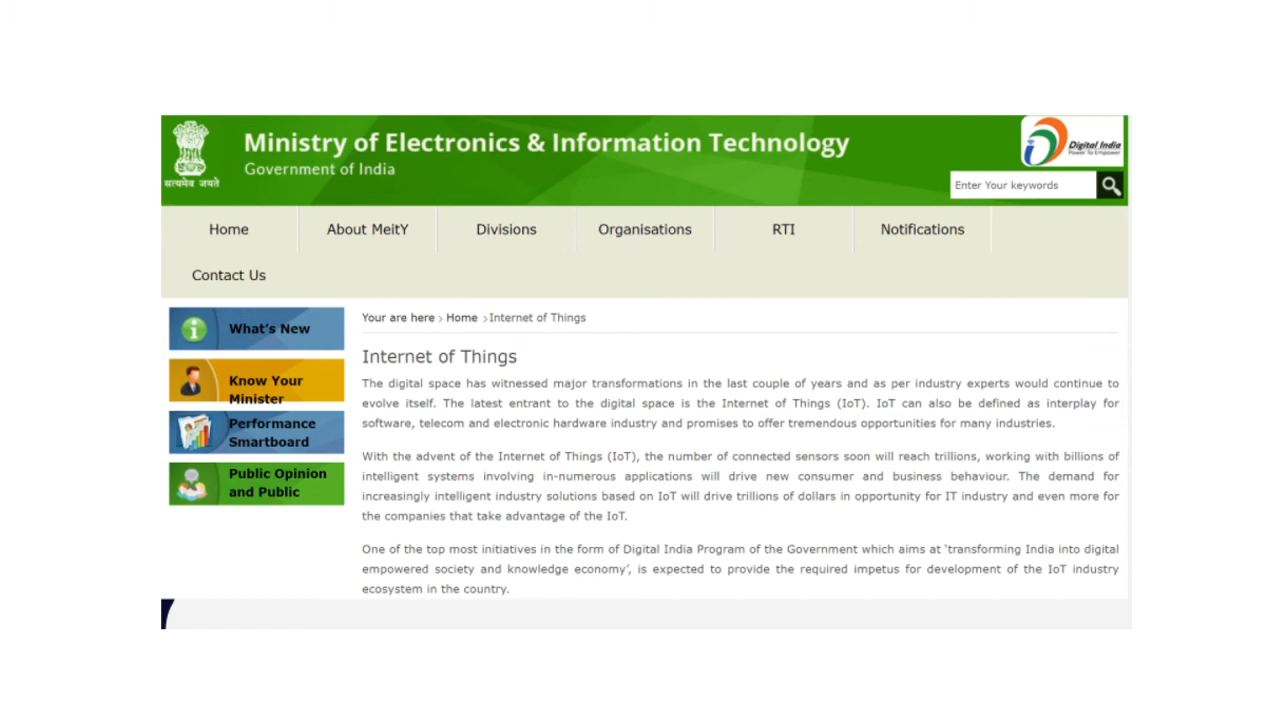 Ministry of Electronics & Information Technology
Government of India
सत्यमेव जयते
Digital India
Power To Empower
Enter Your keywords
Home
About MeitY
Divisions
Organisations
RTI
Notifications
Contact Us
What's New
Know Your
Minister
Performance
Smartboard
Public Opinion
and Public
Your are here > Home > Internet of Things
Internet of Things
The digital space has witnessed major transformations in the last couple of years and as per industry experts would continue to
evolve itself. The latest entrant to the digital space is the Internet of Things (IoT). IoT can also be defined as interplay for
software, telecom and electronic hardware industry and promises to offer tremendous opportunities for many industries.
With the advent of the Internet of Things (IoT), the number of connected sensors soon will reach trillions, working with billions of
intelligent systems involving in-numerous applications will drive new consumer and business behaviour. The demand for
increasingly intelligent industry solutions based on IoT will drive trillions of dollars in opportunity for IT industry and even more for
the companies that take advantage of the IoT.
One of the top most initiatives in the form of Digital India Program of the Government which aims at ‘transforming India into digital
empowered society and knowledge economy’, is expected to provide the required impetus for development of the IoT industry
ecosystem in the country.